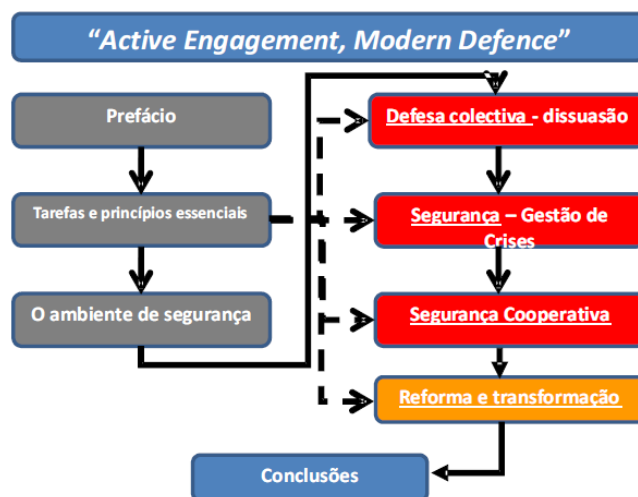 “Active Engagement, Modern Defence”
Prefácio
Tarefas e princípios essenciais
O ambiente de segurança
Defesa colectiva - dissuasão
Segurança – Gestão de
Crises
Segurança Cooperativa
Reforma e transformação
Conclusões